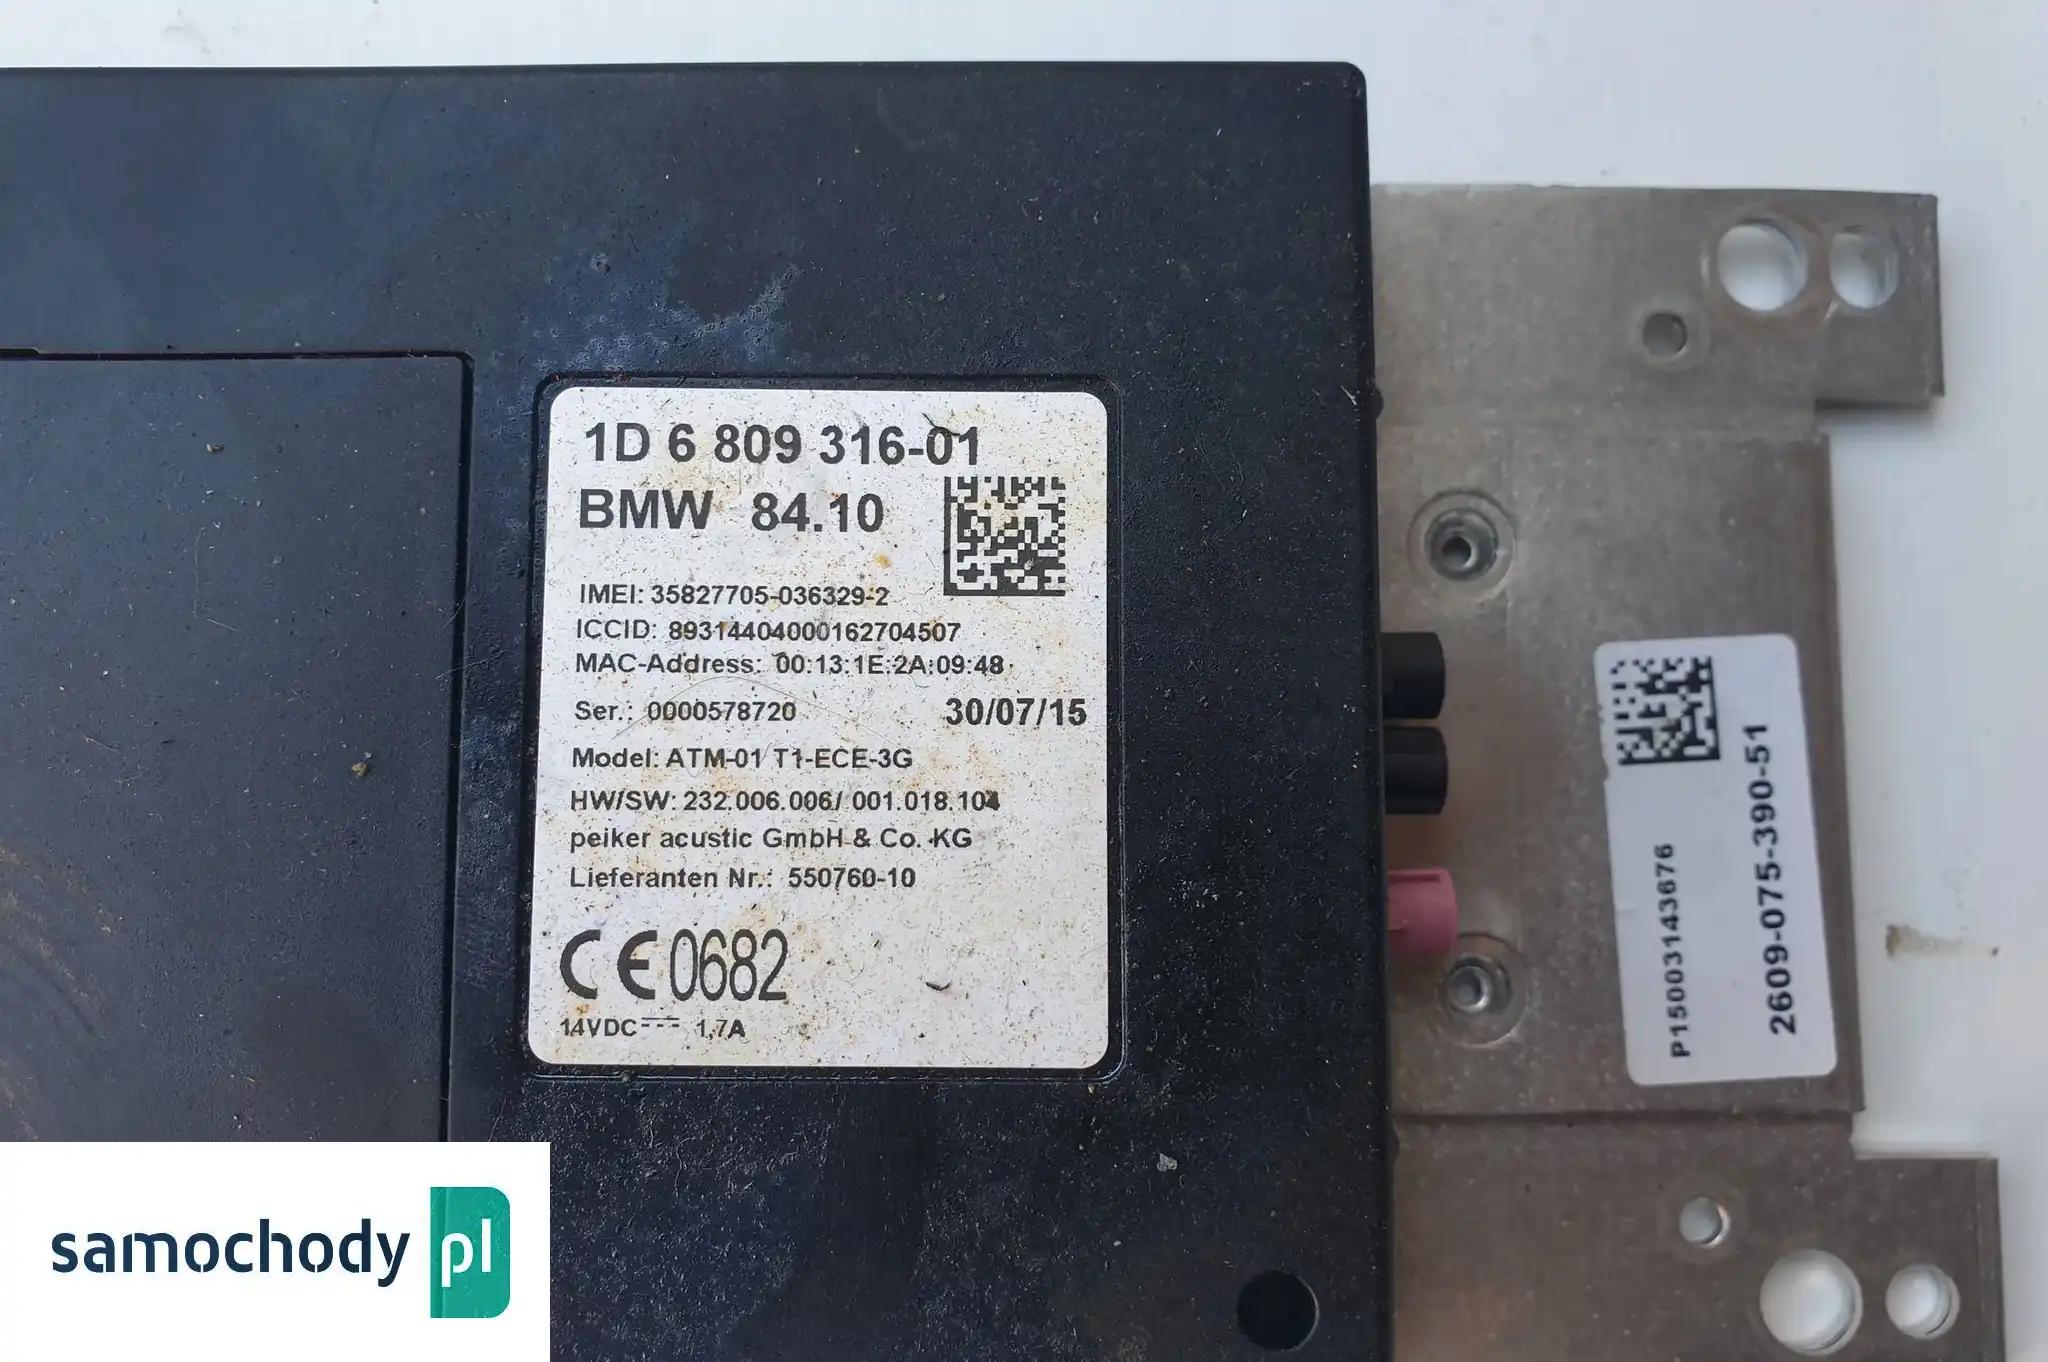 1D 6 809 316-01
BMW 84.10
IMEI: 35827705-036329-2
ICCID: 89314404000162704507
MAC-Address: 00:13:1E:2A:09:48
Ser.: 0000578720 30/07/15
Model: ATM-01 T1-ECE-3G
HW/SW: 232.006.006/ 001.018.104
peiker acustic GmbH & Co. KG
Lieferanten Nr.: 550760-10
CE0682
14VDC⎓ 1,7A
P15003143676
2609-075-390-51
samochody pl